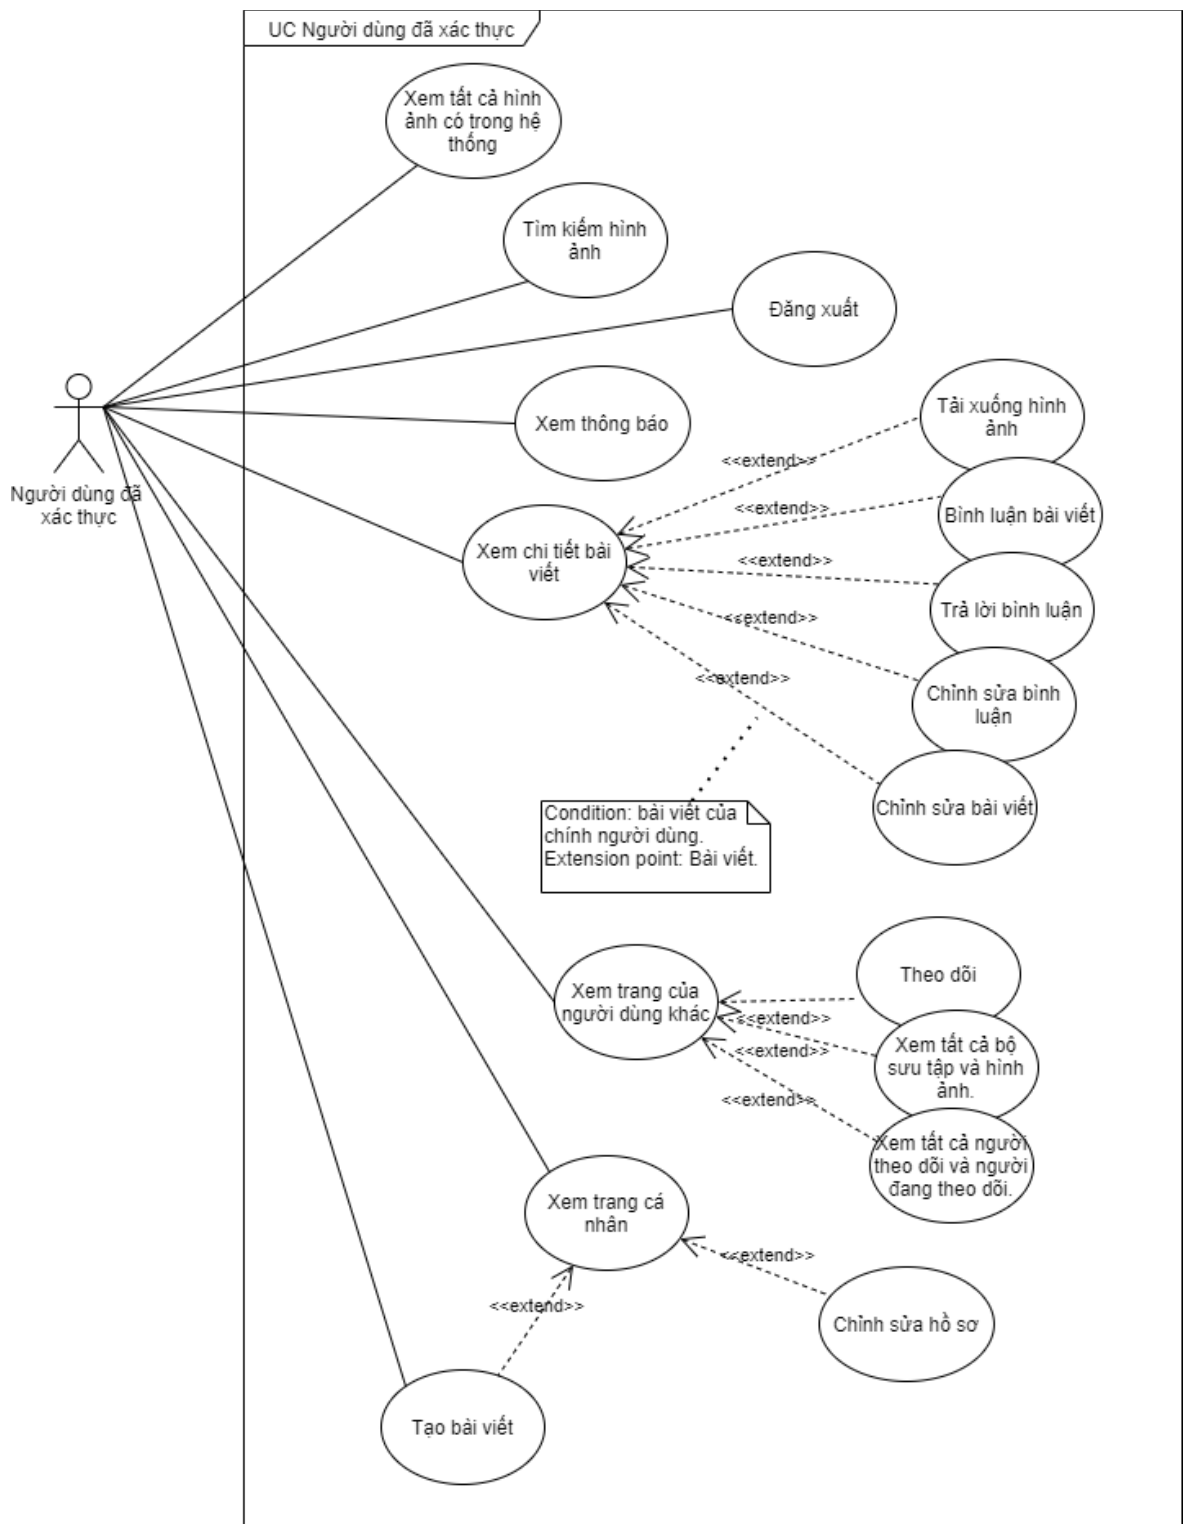 UC Người dùng đã xác thực
Xem tất cả hình
ảnh có trong hệ
thống
Tìm kiếm hình
ảnh
Đăng xuất
Xem thông báo
Người dùng đã
xác thực
Tải xuống hình
ảnh
<<extend>>
Bình luận bài viết
<<extend>>
Xem chi tiết bài
viết
<<extend>>
Trả lời bình luận
<<extend>>
Chỉnh sửa bình
luận
<<extend>>
Chỉnh sửa bài viết
Condition: bài viết của
chính người dùng.
Extension point: Bài viết.
Theo dõi
Xem trang của
người dùng khác
<<extend>>
Xem tất cả bộ
sưu tập và hình
ảnh.
<<extend>>
<<extend>>
Xem tất cả người
theo dõi và người
đang theo dõi.
Xem trang cá
nhân
<<extend>>
<<extend>>
Chỉnh sửa hồ sơ
Tạo bài viết